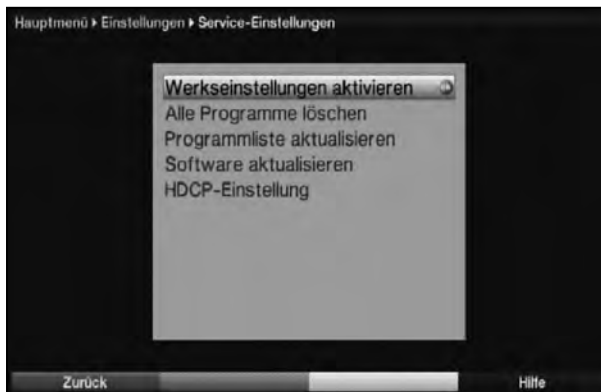 Hauptmenü ▸ Einstellungen ▸ Service-Einstellungen
Werkseinstellungen aktivieren
Alle Programme löschen
Programmliste aktualisieren
Software aktualisieren
HDCP-Einstellung
Zurück Hilfe